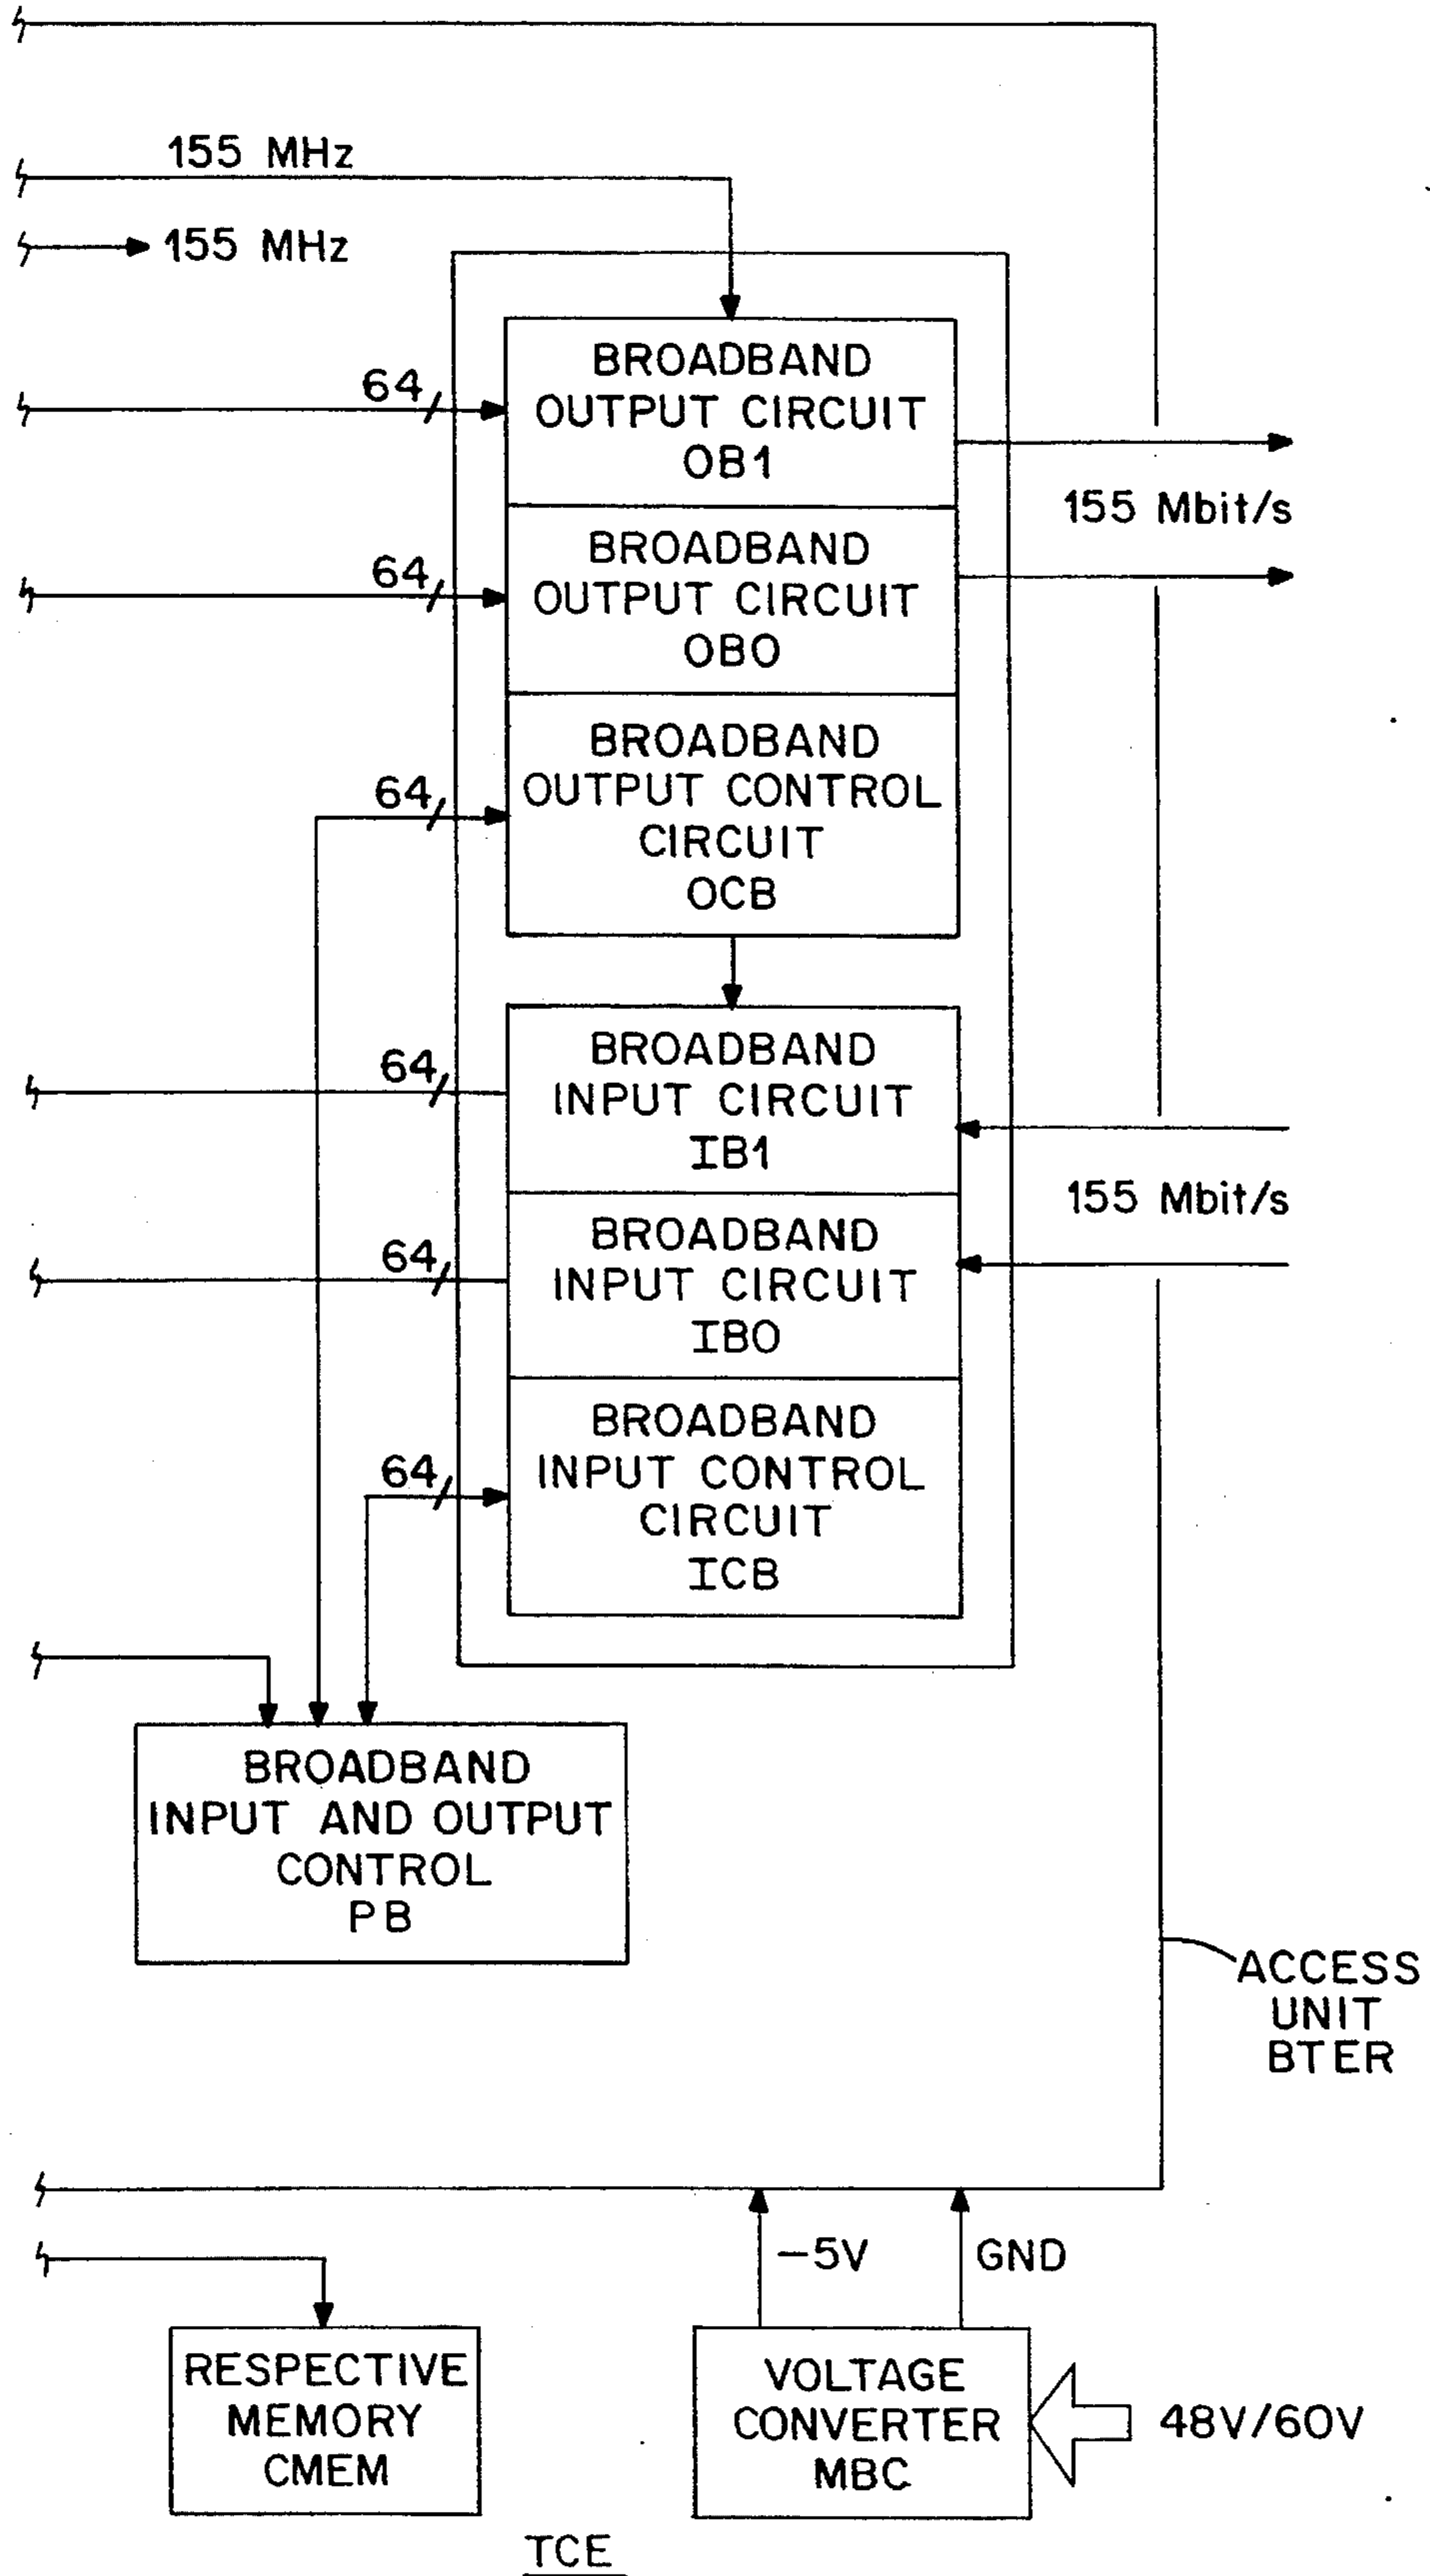 155 MHz
155 MHz
64
BROADBAND
OUTPUT CIRCUIT
OB1
155 Mbit/s
64
BROADBAND
OUTPUT CIRCUIT
OBO
64
BROADBAND
OUTPUT CONTROL
CIRCUIT
OCB
64
BROADBAND
INPUT CIRCUIT
IB1
155 Mbit/s
64
BROADBAND
INPUT CIRCUIT
IBO
64
BROADBAND
INPUT CONTROL
CIRCUIT
ICB
BROADBAND
INPUT AND OUTPUT
CONTROL
PB
ACCESS
UNIT
BTER
-5V
GND
RESPECTIVE
MEMORY
CMEM
VOLTAGE
CONVERTER
MBC
48V/60V
TCE